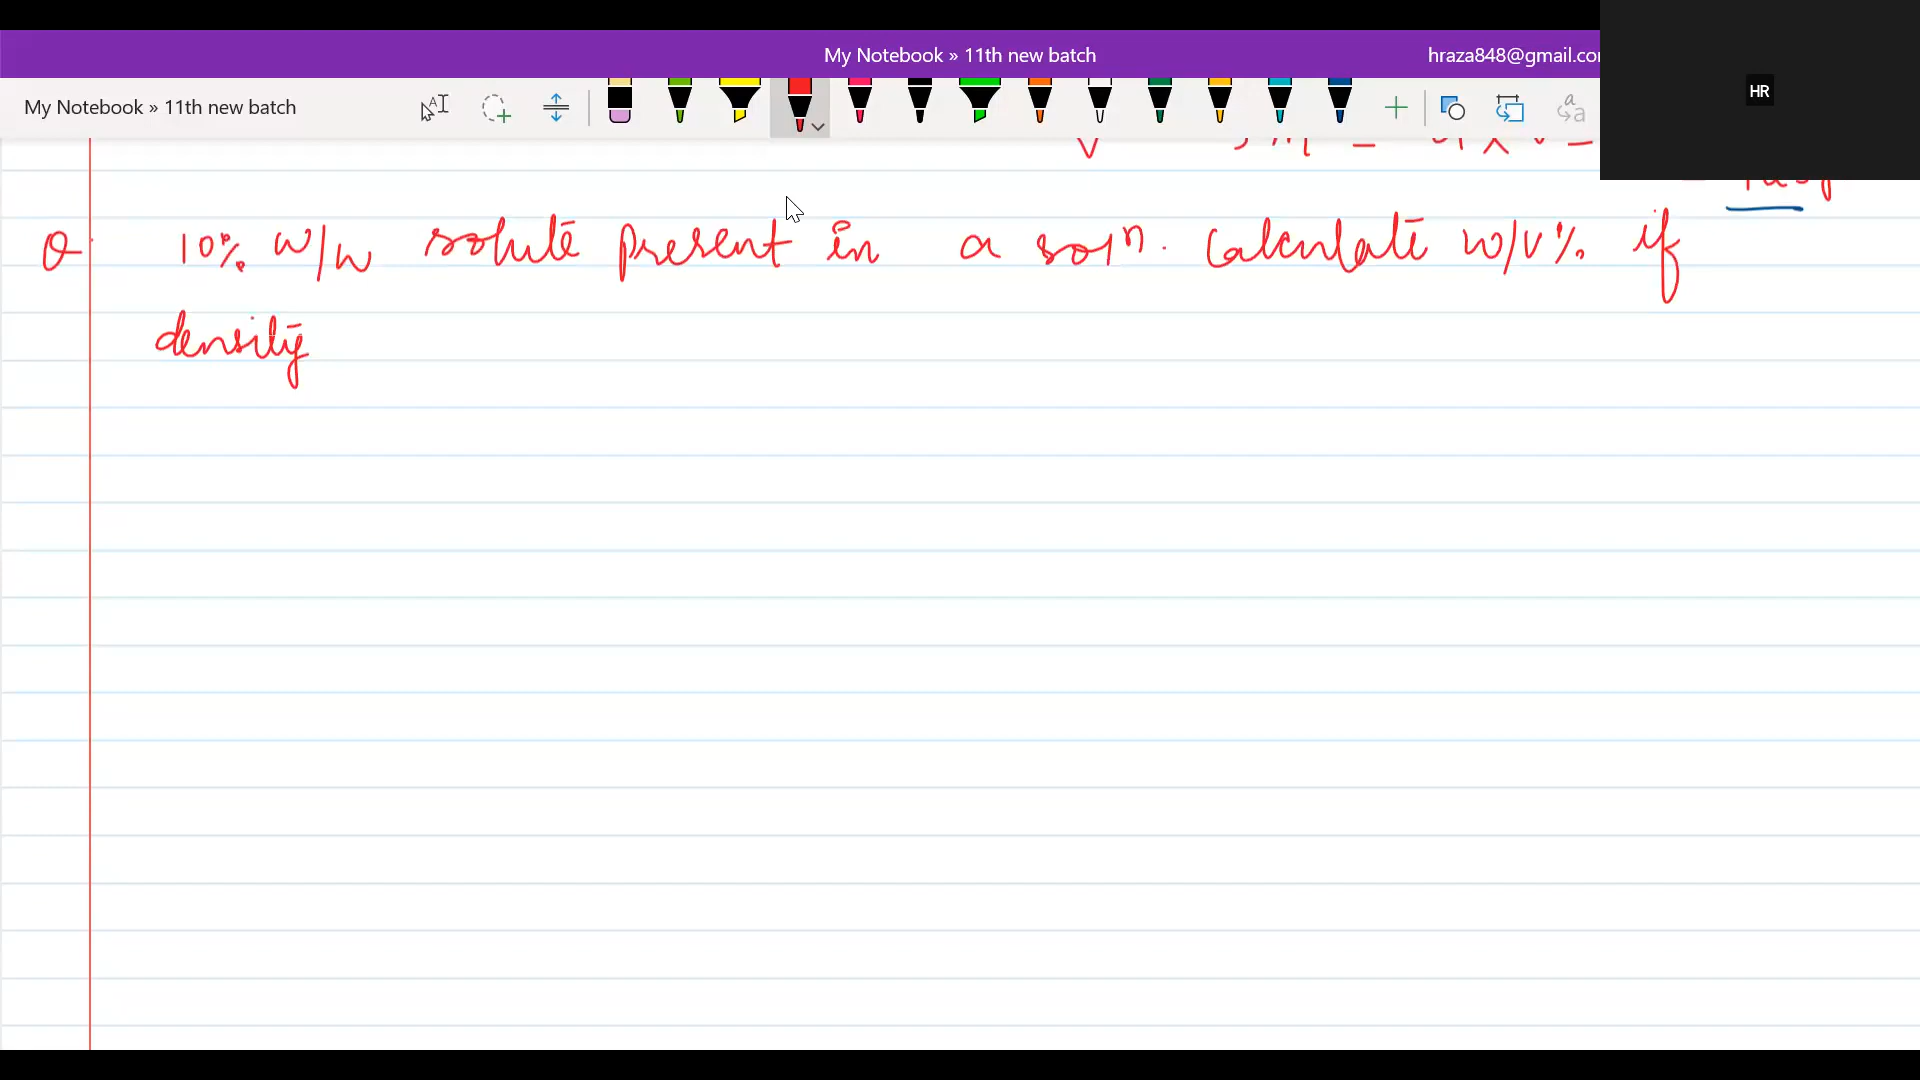 My Notebook » 11th new batch
hraza848@gmail.co
HR
My Notebook » 11th new batch
Q. 10% w/w solute present in a solⁿ. Calculate w/v% if
density